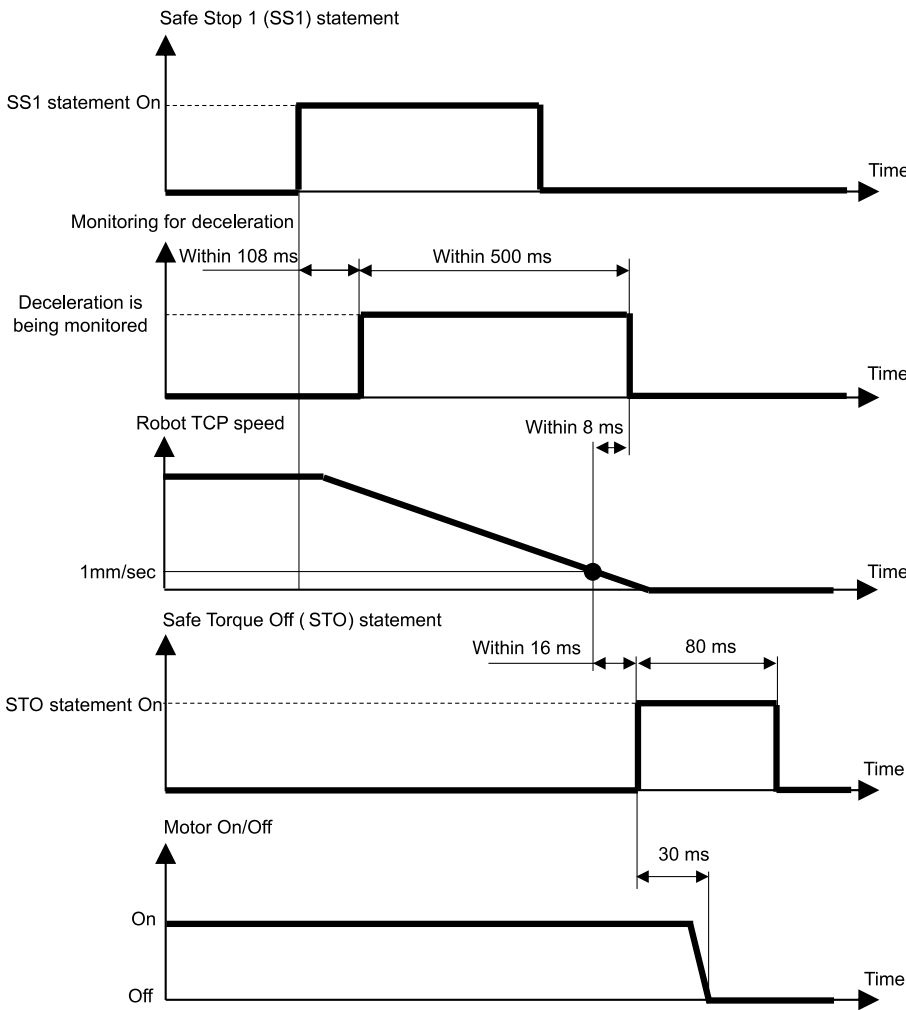 Safe Stop 1 (SS1) statement
SS1 statement On
Time
Monitoring for deceleration
Within 108 ms
Within 500 ms
Deceleration is
being monitored
Time
Robot TCP speed
Within 8 ms
1mm/sec
Time
Safe Torque Off ( STO) statement
Within 16 ms
80 ms
STO statement On
Time
Motor On/Off
30 ms
On
Off
Time